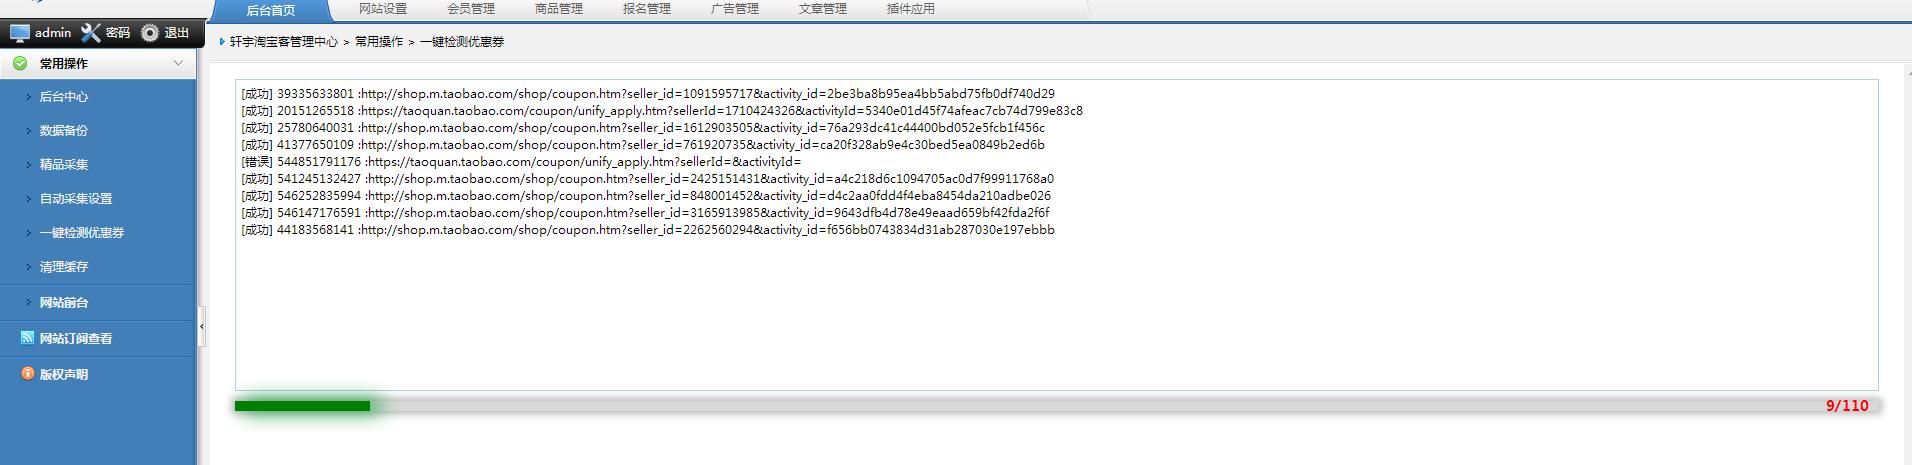 后台首页 网站设置 会员管理 商品管理 报名管理 广告管理 文章管理 插件应用
admin 密码 退出
轩宇淘宝客管理中心 > 常用操作 > 一键检测优惠券
常用操作
后台中心
数据备份
精品采集
自动采集设置
一键检测优惠券
清理缓存
网站前台
网站订阅查看
版权声明
[成功] 39335633801 :http://shop.m.taobao.com/shop/coupon.htm?seller_id=1091595717&activity_id=2be3ba8b95ea4bb5abd75fb0df740d29
[成功] 20151265518 :https://taoquan.taobao.com/coupon/unify_apply.htm?sellerId=1710424326&activityId=5340e01d45f74afeac7cb74d799e83c8
[成功] 25780640031 :http://shop.m.taobao.com/shop/coupon.htm?seller_id=1612903505&activity_id=76a293dc41c44400bd052e5fcb1f456c
[成功] 41377650109 :http://shop.m.taobao.com/shop/coupon.htm?seller_id=761920735&activity_id=ca20f328ab9e4c30bed5ea0849b2ed6b
[错误] 544851791176 :https://taoquan.taobao.com/coupon/unify_apply.htm?sellerId=&activityId=
[成功] 541245132427 :http://shop.m.taobao.com/shop/coupon.htm?seller_id=2425151431&activity_id=a4c218d6c1094705ac0d7f99911768a0
[成功] 546252835994 :http://shop.m.taobao.com/shop/coupon.htm?seller_id=848001452&activity_id=d4c2aa0fdd4f4eba8454da210adbe026
[成功] 546147176591 :http://shop.m.taobao.com/shop/coupon.htm?seller_id=3165913985&activity_id=9643dfb4d78e49eaad659bf42fda2f6f
[成功] 44183568141 :http://shop.m.taobao.com/shop/coupon.htm?seller_id=2262560294&activity_id=f656bb0743834d31ab287030e197ebbb
9/110